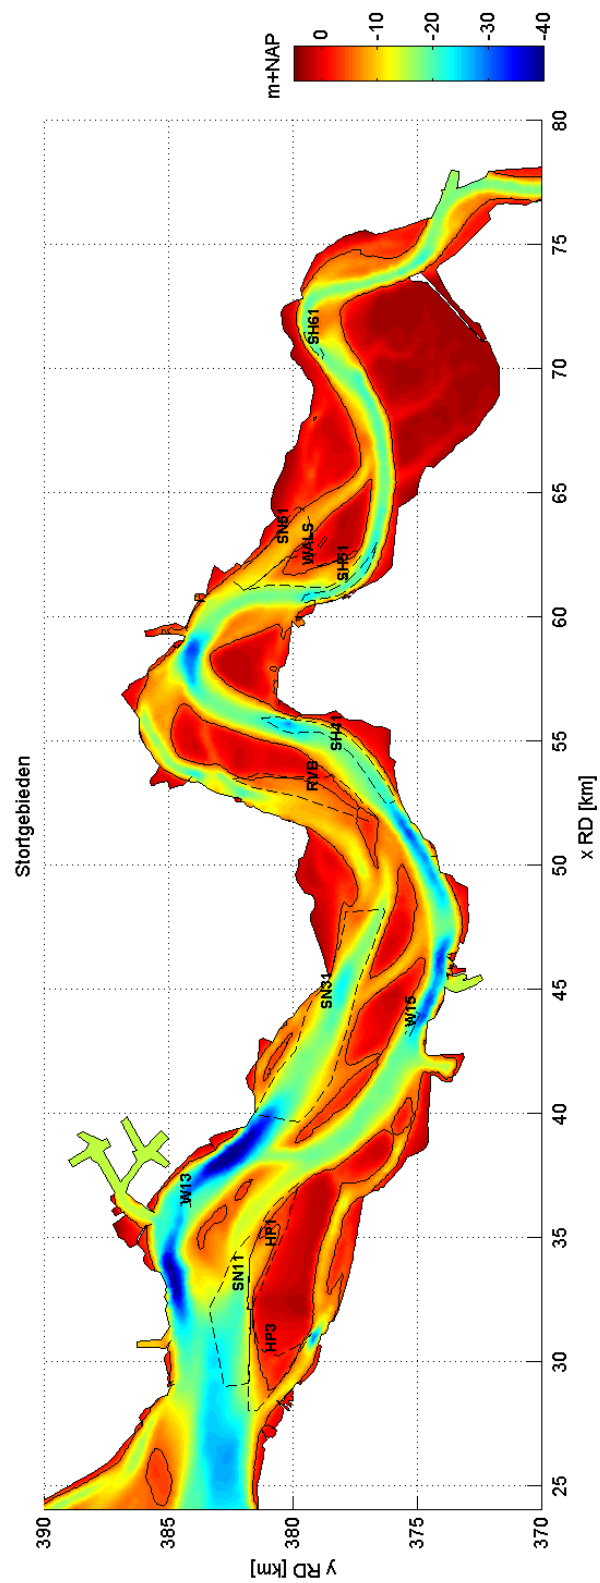 Stortgebieden
m+NAP
0
-10
-20
-30
-40
390
385
380
375
370
y RD [km]
25
30
35
40
45
50
55
60
65
70
75
80
x RD [km]
W13
SN11
HP1
HP3
SN31
W15
RVB
SH41
SN51
WALS
SH51
SH61